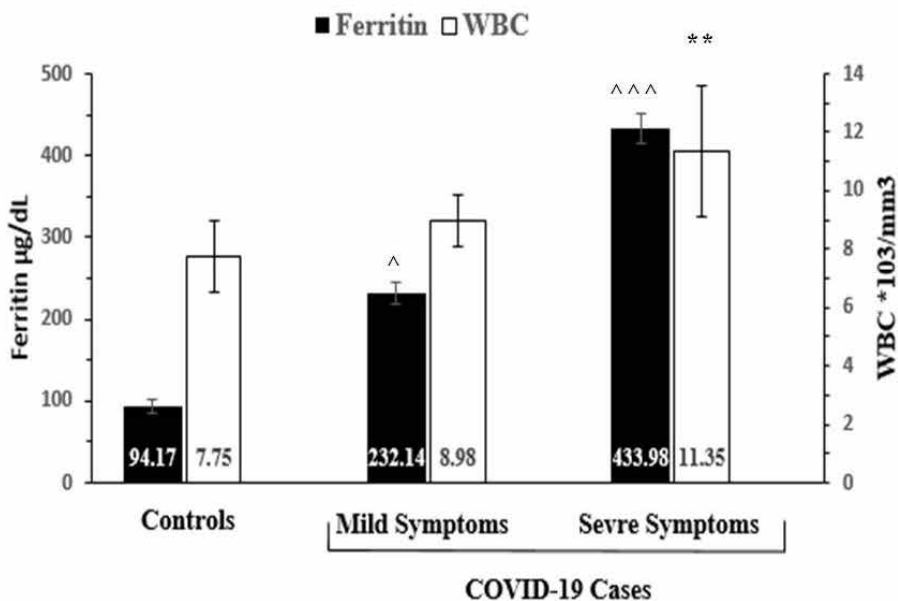 Ferritin WBC
**
500
400
300
200
100
0
Ferritin µg/dL
14
12
10
8
6
4
2
0
WBC *103/mm3
^
^^^
94.17 7.75 232.14 8.98 433.98 11.35
Controls Mild Symptoms Sevre Symptoms
COVID-19 Cases